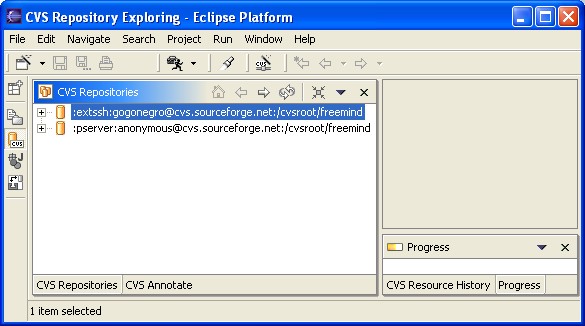 CVS Repository Exploring - Eclipse Platform
File Edit Navigate Search Project Run Window Help
CVS
CVS Repositories
:extssh:gogonegro@cvs.sourceforge.net:/cvsroot/freemind
:pserver:anonymous@cvs.sourceforge.net:/cvsroot/freemind
CVS
J
Progress
CVS Repositories CVS Annotate
CVS Resource History Progress
1 item selected